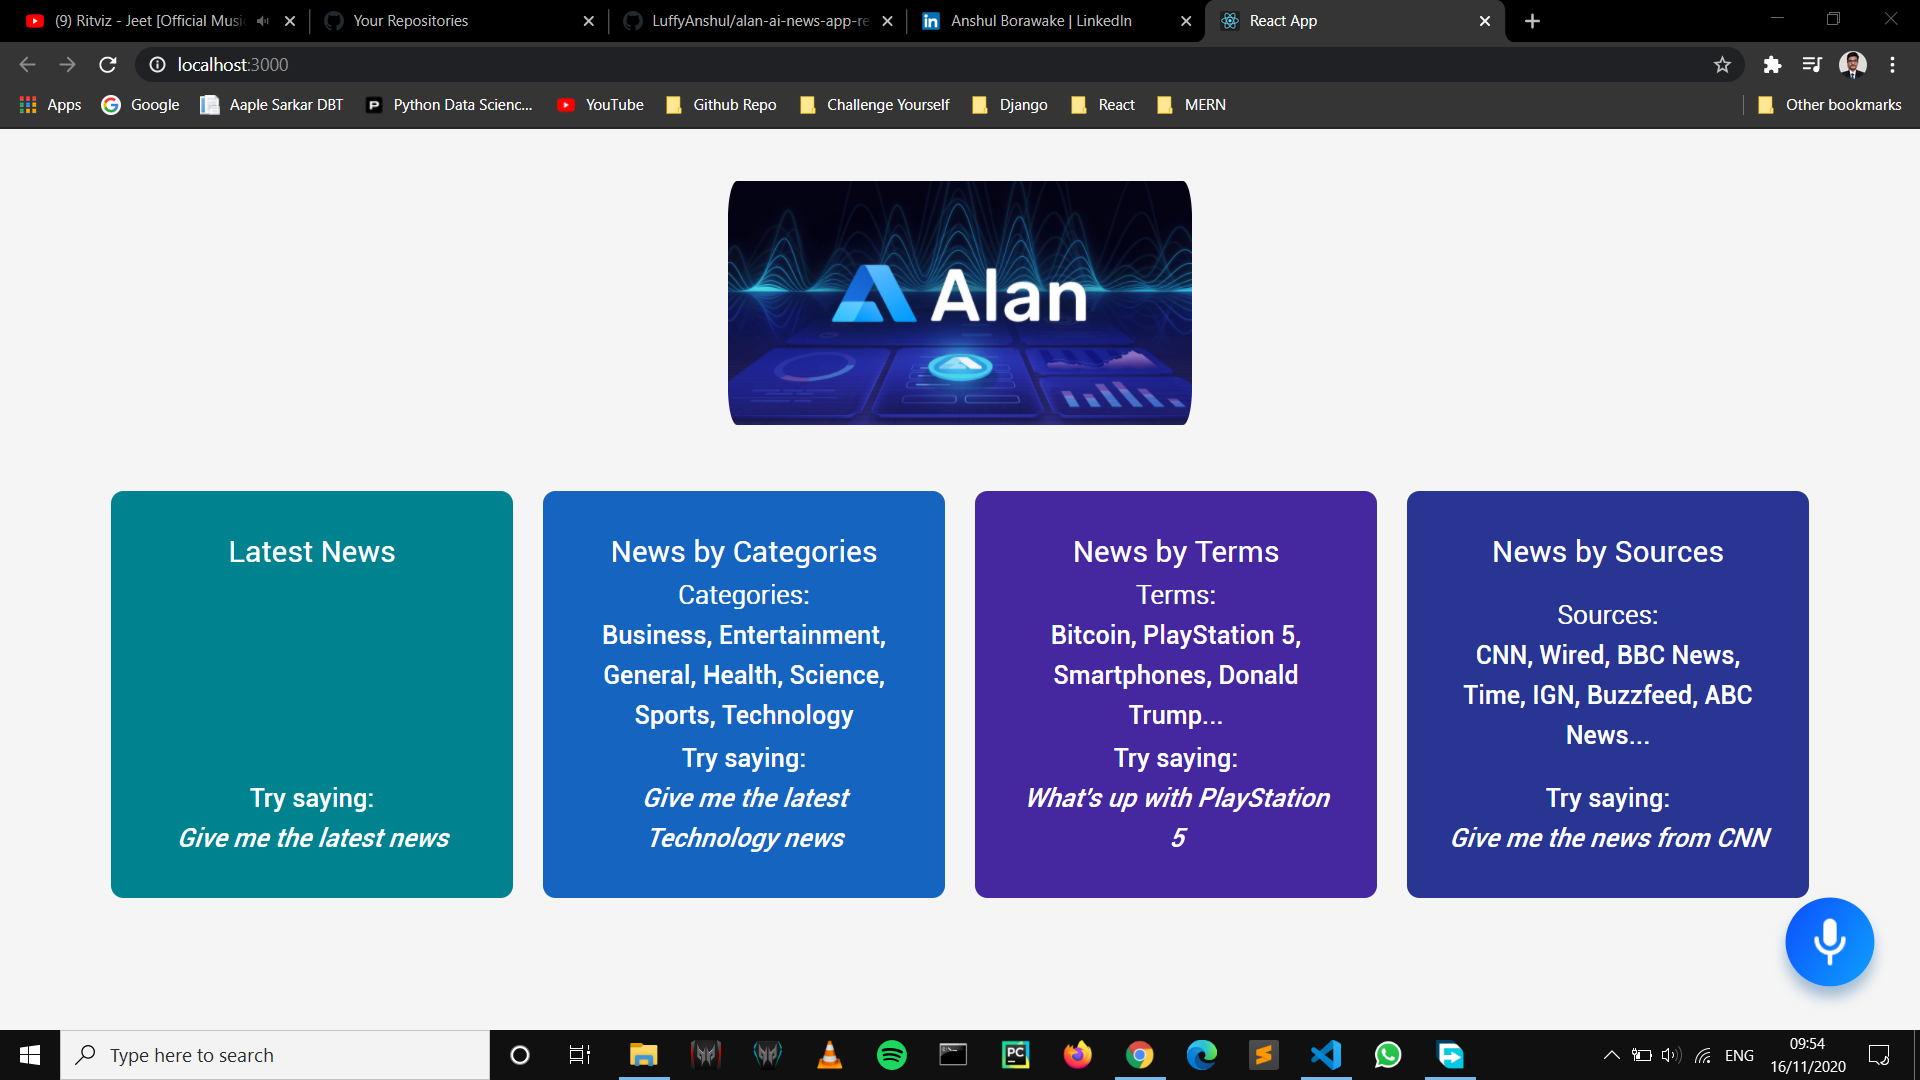 (9) Ritviz - Jeet [Official Musi
Your Repositories
LuffyAnshul/alan-ai-news-app-re
Anshul Borawake | LinkedIn
React App
localhost:3000
Apps
Google
Aaple Sarkar DBT
Python Data Scienc...
YouTube
Github Repo
Challenge Yourself
Django
React
MERN
Other bookmarks
Alan
Latest News
Try saying:
Give me the latest news
News by Categories
Categories:
Business, Entertainment,
General, Health, Science,
Sports, Technology
Try saying:
Give me the latest
Technology news
News by Terms
Terms:
Bitcoin, PlayStation 5,
Smartphones, Donald
Trump...
Try saying:
What's up with PlayStation
5
News by Sources
Sources:
CNN, Wired, BBC News,
Time, IGN, Buzzfeed, ABC
News...
Try saying:
Give me the news from CNN
Type here to search
PC
ENG
09:54
16/11/2020